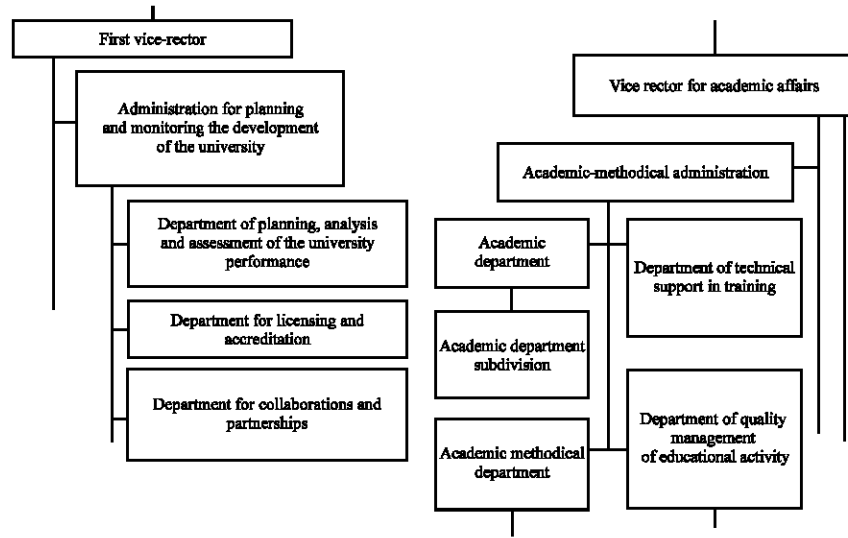 First vice-rector
Administration for planning
and monitoring the development
of the university
Department of planning, analysis
and assessment of the university
performance
Department for licensing and
accreditation
Department for collaborations and
partnerships
Vice rector for academic affairs
Academic-methodical administration
Academic
department
Department of technical
support in training
Academic department
subdivision
Academic methodical
department
Department of quality
management
of educational activity